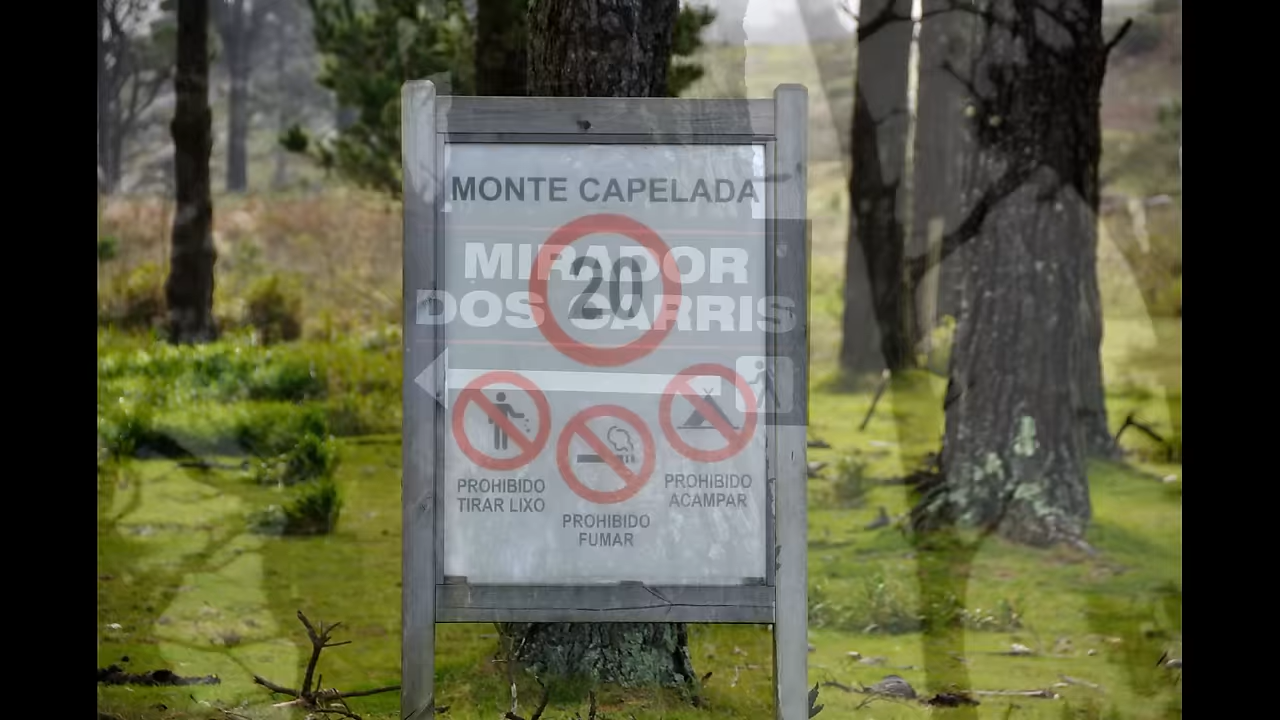 MONTE CAPELADA
MIRADOR
DOS CARRIS
20
PROHIBIDO
TIRAR LIXO
PROHIBIDO
FUMAR
PROHIBIDO
ACAMPAR